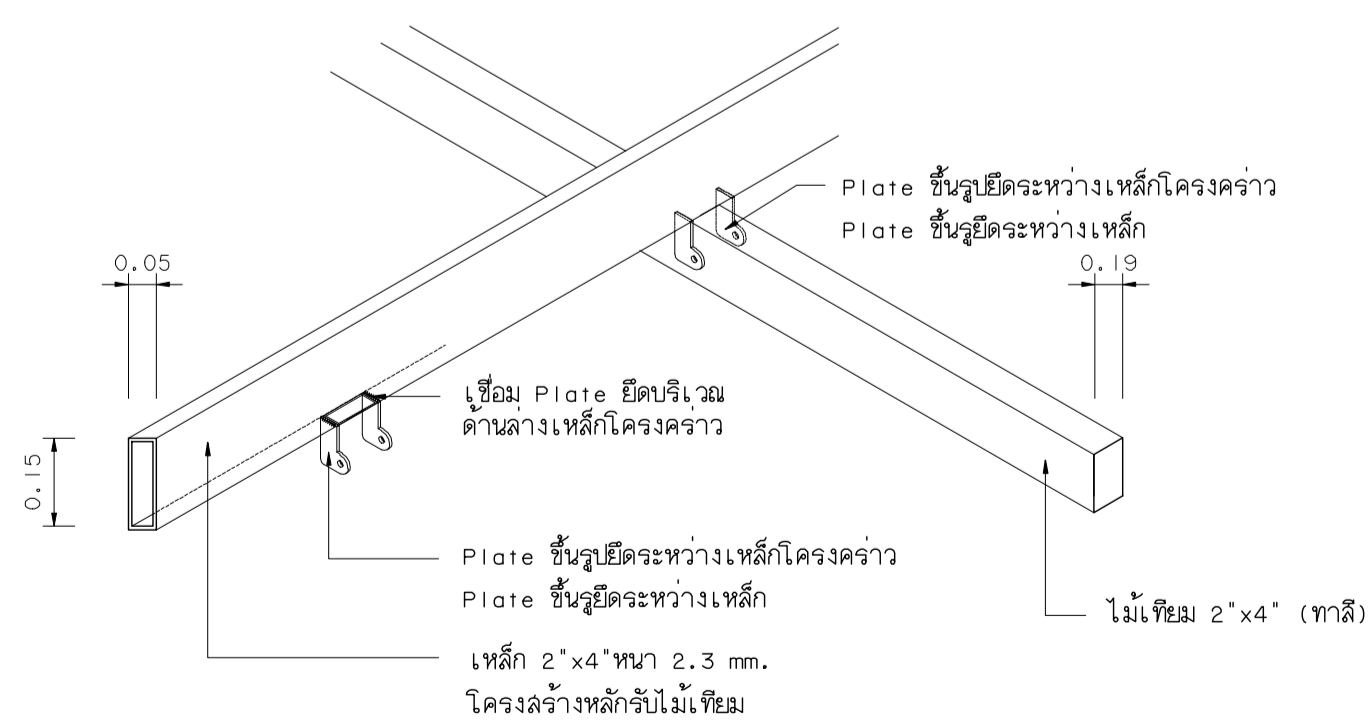 Plate ขึ้นรูปยึดระหว่างเหล็กโครงคร่าว
Plate ขึ้นรูยึดระหว่างเหล็ก
0.05
0.19
เชื่อม Plate ยึดบริเวณ
ด้านล่างเหล็กโครงคร่าว
0.15
Plate ขึ้นรูปยึดระหว่างเหล็กโครงคร่าว
Plate ขึ้นรูยึดระหว่างเหล็ก
ไม้เทียม 2"x4" (ทาสี)
เหล็ก 2"x4"หนา 2.3 mm.
โครงสร้างหลักรับไม้เทียม